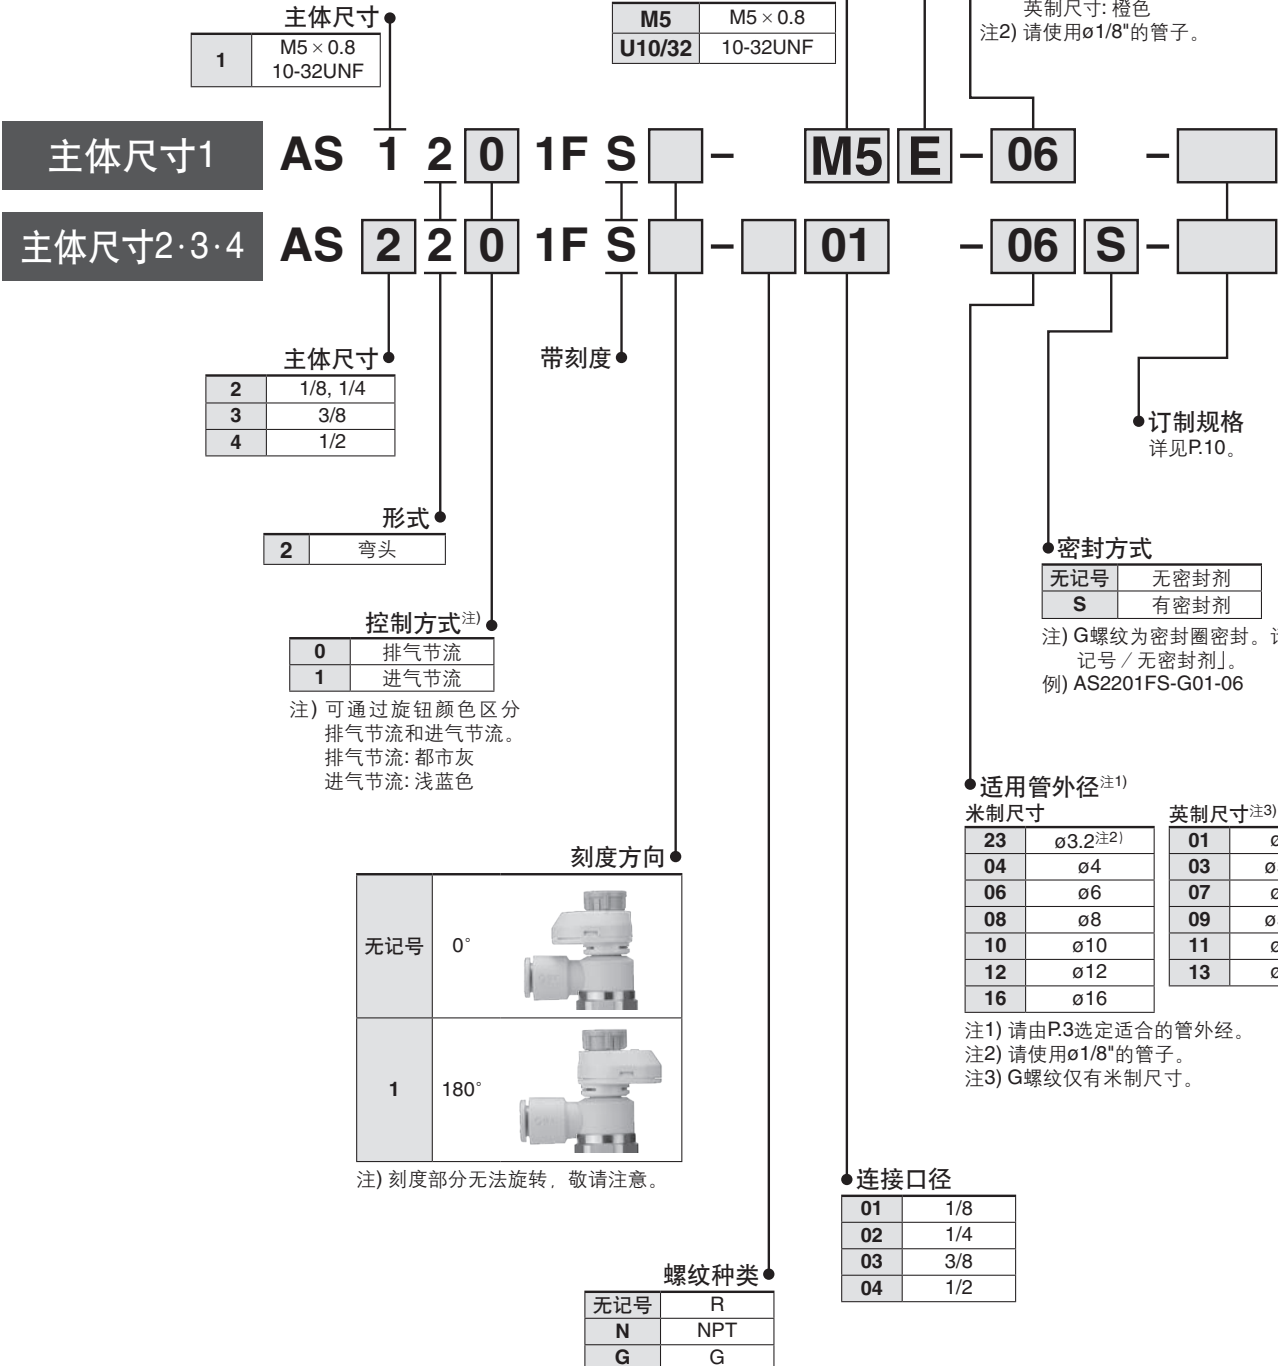 主体尺寸
1 M5×0.8
10-32UNF
M5 M5×0.8
U10/32 10-32UNF
英制尺寸: 橙色
注2) 请使用ø1/8"的管子。
主体尺寸1 AS 1 2 0 1F S – M5 E – 06 –
主体尺寸2·3·4 AS 2 2 0 1F S – 01 – 06 S –
主体尺寸
2 1/8, 1/4
3 3/8
4 1/2
带刻度
订制规格
详见P.10。
形式
2 弯头
密封方式
无记号 无密封剂
S 有密封剂
注) G螺纹为密封圈密封。
记号／无密封剂」。
例) AS2201FS-G01-06
控制方式注)
0 排气节流
1 进气节流
注) 可通过旋钮颜色区分
排气节流和进气节流。
排气节流: 都市灰
进气节流: 浅蓝色
适用管外径注1)
米制尺寸
23 ø3.2注2)
04 ø4
06 ø6
08 ø8
10 ø10
12 ø12
16 ø16
英制尺寸注3)
01 ø
03 ø
07 ø
09 ø
11 ø
13 ø
注1) 请由P.3选定适合的管外经。
注2) 请使用ø1/8"的管子。
注3) G螺纹仅有米制尺寸。
刻度方向
无记号 0°
1 180°
注) 刻度部分无法旋转，敬请注意。
连接口径
01 1/8
02 1/4
03 3/8
04 1/2
螺纹种类
无记号 R
N NPT
G G